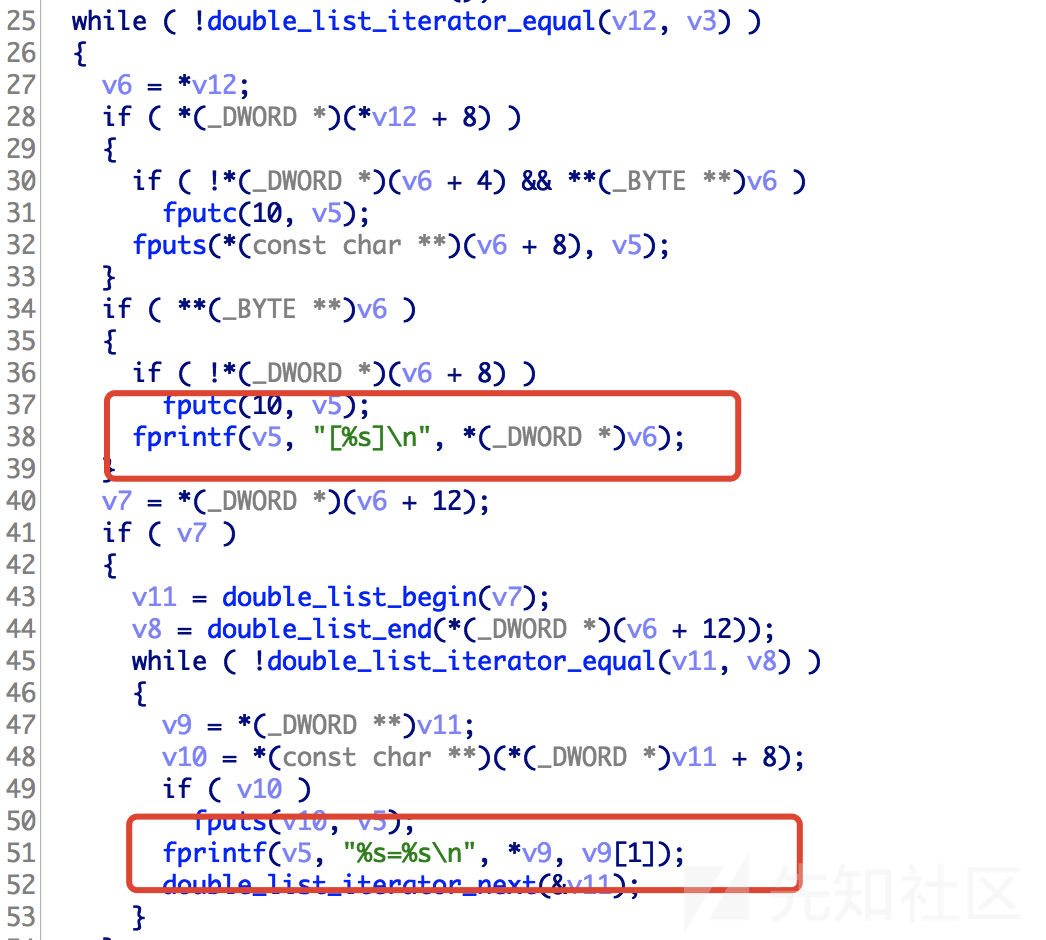 25 while ( !double_list_iterator_equal(v12, v3) )
26 {
27 v6 = *v12;
28 if ( *(_DWORD *)(*v12 + 8) )
29 {
30 if ( !*(_DWORD *)(v6 + 4) && **(_BYTE **)v6 )
31 fputc(10, v5);
32 fputs(*(const char **)(v6 + 8), v5);
33 }
34 if ( **(_BYTE **)v6 )
35 {
36 if ( !*(_DWORD *)(v6 + 8) )
37 fputc(10, v5);
38 fprintf(v5, "[%s]\n", *(_DWORD *)v6);
39 }
40 v7 = *(_DWORD *)(v6 + 12);
41 if ( v7 )
42 {
43 v11 = double_list_begin(v7);
44 v8 = double_list_end(*(_DWORD *)(v6 + 12));
45 while ( !double_list_iterator_equal(v11, v8) )
46 {
47 v9 = *(_DWORD **)v11;
48 v10 = *(const char **)(*(_DWORD *)v11 + 8);
49 if ( v10 )
50 fputs(v10, v5);
51 fprintf(v5, "%s=%s\n", *v9, v9[1]);
52 double_list_iterator_next(&v11);
53 }
先知社区